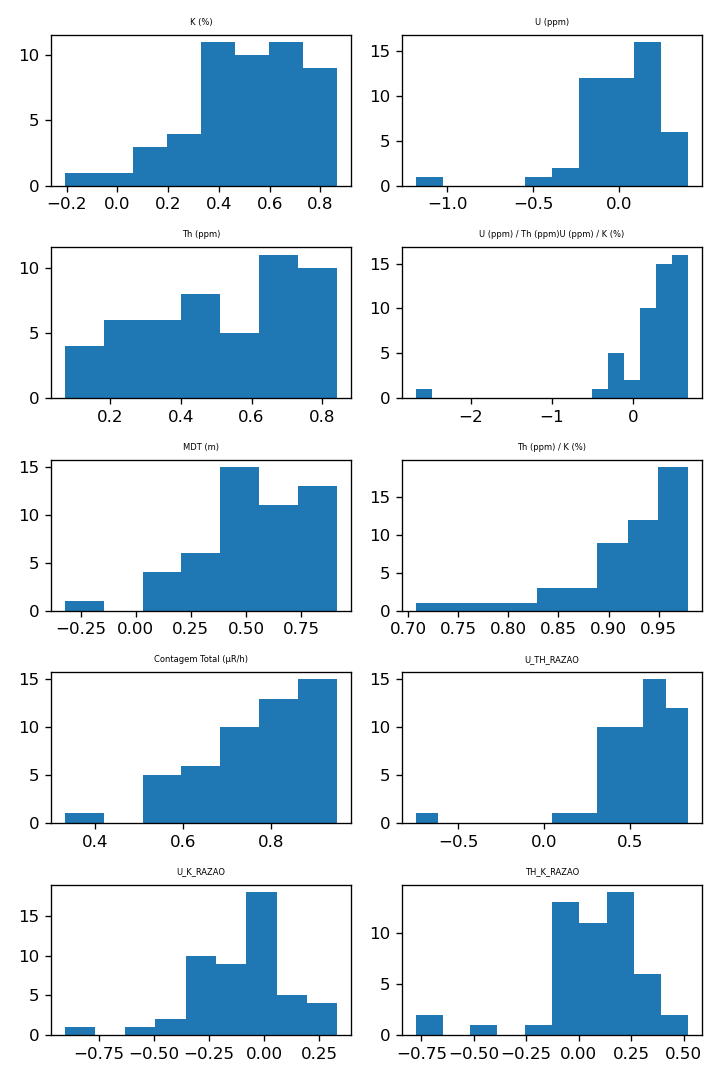 K (%)
10
5
0
−0.2 0.0 0.2 0.4 0.6 0.8
U (ppm)
15
10
5
0
−1.0 −0.5 0.0
Th (ppm)
10
5
0
0.2 0.4 0.6 0.8
U (ppm) / Th (ppm)U (ppm) / K (%)
15
10
5
0
−2 −1 0
MDT (m)
15
10
5
0
−0.25 0.00 0.25 0.50 0.75
Th (ppm) / K (%)
15
10
5
0
0.70 0.75 0.80 0.85 0.90 0.95
Contagem Total (µR/h)
15
10
5
0
0.4 0.6 0.8
U_TH_RAZAO
15
10
5
0
−0.5 0.0 0.5
U_K_RAZAO
15
10
5
0
−0.75 −0.50 −0.25 0.00 0.25
TH_K_RAZAO
10
5
0
−0.75 −0.50 −0.25 0.00 0.25 0.50